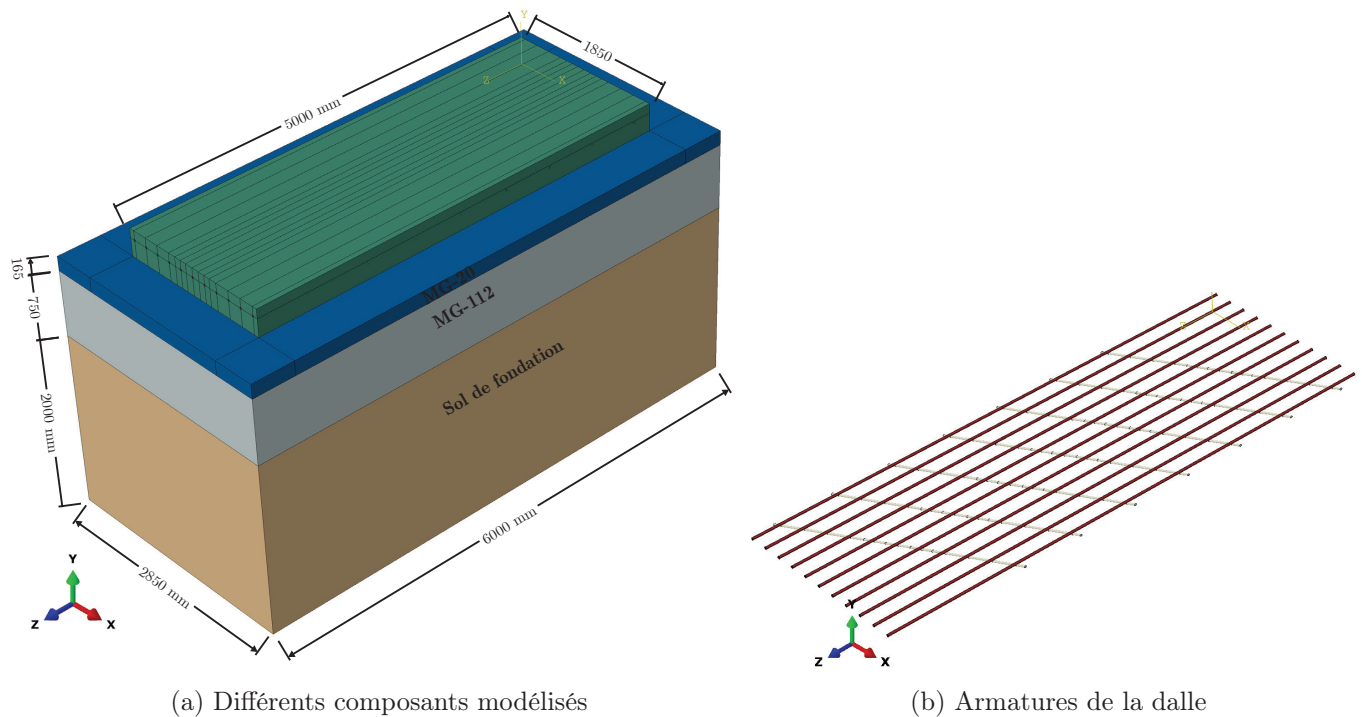 Y
Z
X
1850
5000 mm
165
750
2000 mm
MG-20
MG-112
Sol de fondation
6000 mm
2850 mm
Y
Z
X
Y
Z
X
Y
Z
X
(a) Différents composants modélisés
(b) Armatures de la dalle